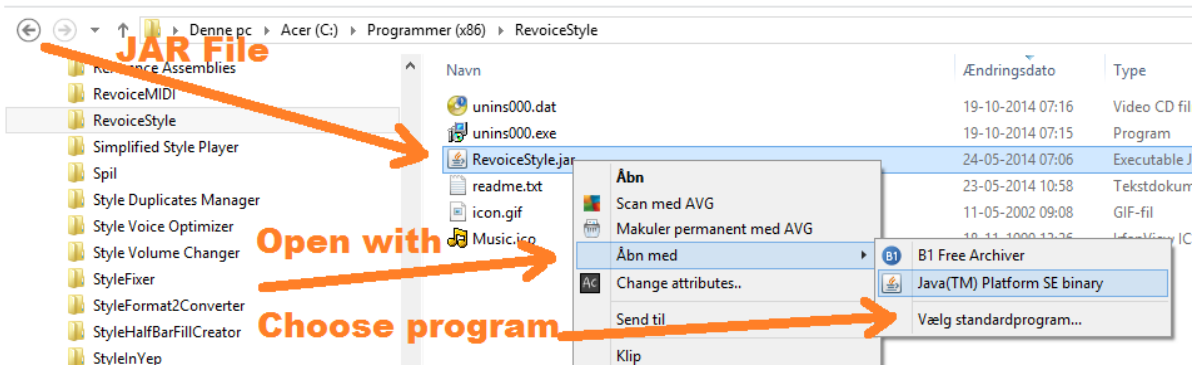 Denne pc Acer (C:) Programmer (x86) RevoiceStyle
JAR File
Reference Assemblies
RevoiceMIDI
RevoiceStyle
Simplified Style Player
Spil
Style Duplicates Manager
Style Voice Optimizer
Style Volume Changer
StyleFixer
StyleFormat2Converter
StyleHalfBarFillCreator
StyleInYep
Navn Ændringsdato Type
unins000.dat 19-10-2014 07:16 Video CD fil
unins000.exe 19-10-2014 07:15 Program
RevoiceStyle.jar 24-05-2014 07:06 Executable J
readme.txt 23-05-2014 10:58 Tekstdokum
icon.gif 11-05-2002 09:08 GIF-fil
Music.ico
Åbn
Scan med AVG
Makuler permanent med AVG
Åbn med
Change attributes..
Send til
Klip
Open with
Choose program
B1 Free Archiver
Java(TM) Platform SE binary
Vælg standardprogram...